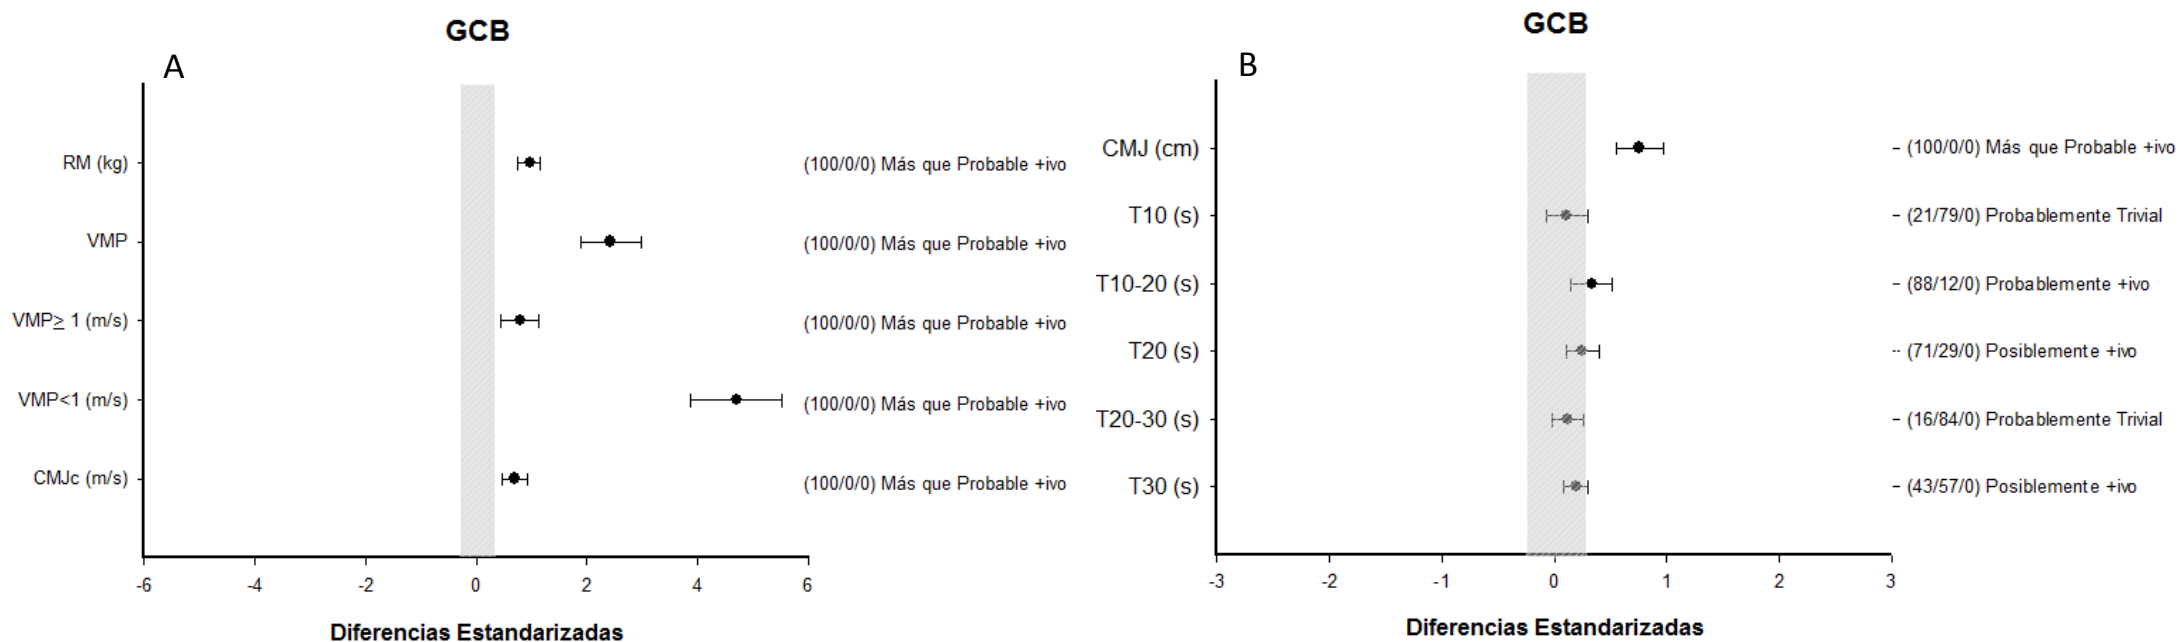 GCB
A
RM (kg)
(100/0/0) Más que Probable +ivo
VMP
(100/0/0) Más que Probable +ivo
VMP≥ 1 (m/s)
(100/0/0) Más que Probable +ivo
VMP<1 (m/s)
(100/0/0) Más que Probable +ivo
CMJc (m/s)
(100/0/0) Más que Probable +ivo
-6 -4 -2 0 2 4 6
Diferencias Estandarizadas
GCB
B
CMJ (cm)
(100/0/0) Más que Probable +ivo
T10 (s)
(21/79/0) Probablemente Trivial
T10-20 (s)
(88/12/0) Probablemente +ivo
T20 (s)
(71/29/0) Posiblemente +ivo
T20-30 (s)
(16/84/0) Probablemente Trivial
T30 (s)
(43/57/0) Posiblemente +ivo
-3 -2 -1 0 1 2 3
Diferencias Estandarizadas